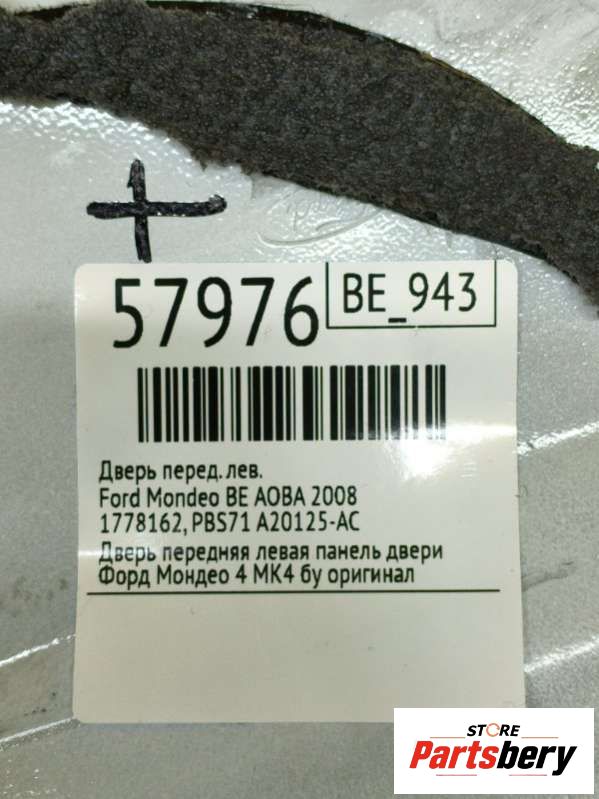 57976
BE_943
Дверь перед. лев.
Ford Mondeo BE AOBA 2008
1778162, PBS71 A20125-AC
Дверь передняя левая панель двери
Форд Мондео 4 МК4 бу оригинал
STORE
Partsbery